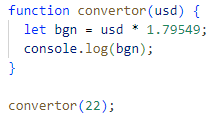 function convertor(usd) {
  let bgn = usd * 1.79549;
  console.log(bgn);
}

convertor(22);